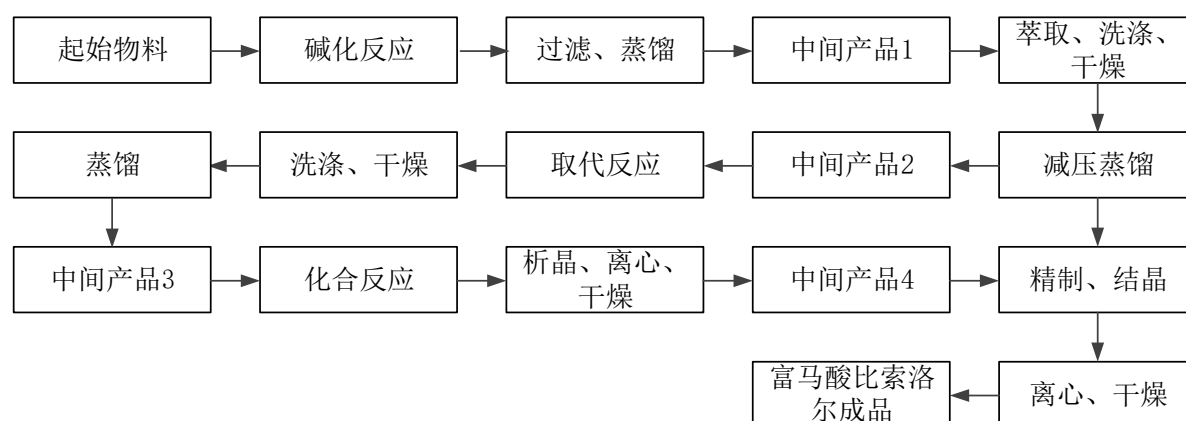 起始物料
碱化反应
过滤、蒸馏
中间产品1
萃取、洗涤、
干燥
蒸馏
洗涤、干燥
取代反应
中间产品2
减压蒸馏
中间产品3
化合反应
析晶、离心、
干燥
中间产品4
精制、结晶
富马酸比索洛
尔成品
离心、干燥